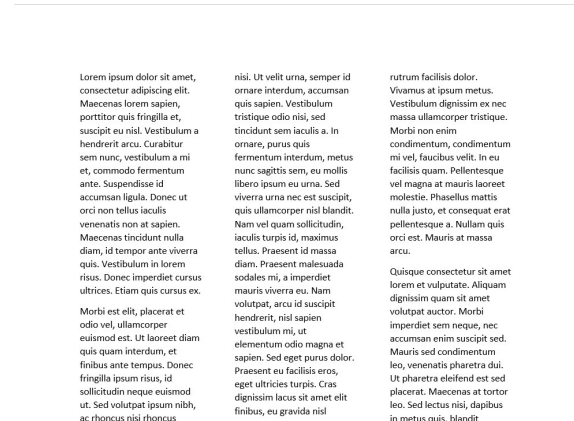 Lorem ipsum dolor sit amet,
consectetur adipiscing elit.
Maecenas lorem sapien,
porttitor quis fringilla et,
suscipit eu nisl. Vestibulum a
hendrerit arcu. Curabitur
sem nunc, vestibulum a mi
et, commodo fermentum
ante. Suspendisse id
accumsan ligula. Donec ut
orci non tellus iaculis
venenatis non at sapien.
Maecenas tincidunt nulla
diam, id tempor ante viverra
quis. Vestibulum in lorem
risus. Donec imperdiet cursus
ultrices. Etiam quis cursus ex.
Morbi est elit, placerat et
odio vel, ullamcorper
euismod est. Ut laoreet diam
quis quam interdum, et
finibus ante tempus. Donec
fringilla ipsum risus, id
sollicitudin neque euismod
ut. Sed volutpat ipsum nibh,
ac rhoncus nisi rhoncus
nisi. Ut velit urna, semper id
ornare interdum, accumsan
quis sapien. Vestibulum
tristique odio nisi, sed
tincidunt sem iaculis a. In
ornare, purus quis
fermentum interdum, metus
nunc sagittis sem, eu mollis
libero ipsum eu urna. Sed
viverra urna nec est suscipit,
quis ullamcorper nisl blandit.
Nam vel quam sollicitudin,
iaculis turpis id, maximus
tellus. Praesent id massa
diam. Praesent malesuada
sodales mi, a imperdiet
mauris viverra eu. Nam
volutpat, arcu id suscipit
hendrerit, nisl sapien
vestibulum mi, ut
elementum odio magna et
sapien. Sed eget purus dolor.
Praesent eu facilisis eros,
eget ultricies turpis. Cras
dignissim lacus sit amet elit
finibus, eu gravida nisl
rutrum facilisis dolor.
Vivamus at ipsum metus.
Vestibulum dignissim ex nec
massa ullamcorper tristique.
Morbi non enim
condimentum, condimentum
mi vel, faucibus velit. In eu
facilisis quam. Pellentesque
vel magna at mauris laoreet
molestie. Phasellus mattis
nulla justo, et consequat erat
pellentesque a. Nullam quis
orci est. Mauris at massa
arcu.
Quisque consectetur sit amet
lorem et vulputate. Aliquam
dignissim quam sit amet
volutpat auctor. Morbi
imperdiet sem neque, nec
accumsan enim suscipit sed.
Mauris sed condimentum
leo, venenatis pharetra dui.
Ut pharetra eleifend est sed
placerat. Maecenas at tortor
leo. Sed lectus nisi, dapibus
in metus quis, blandit